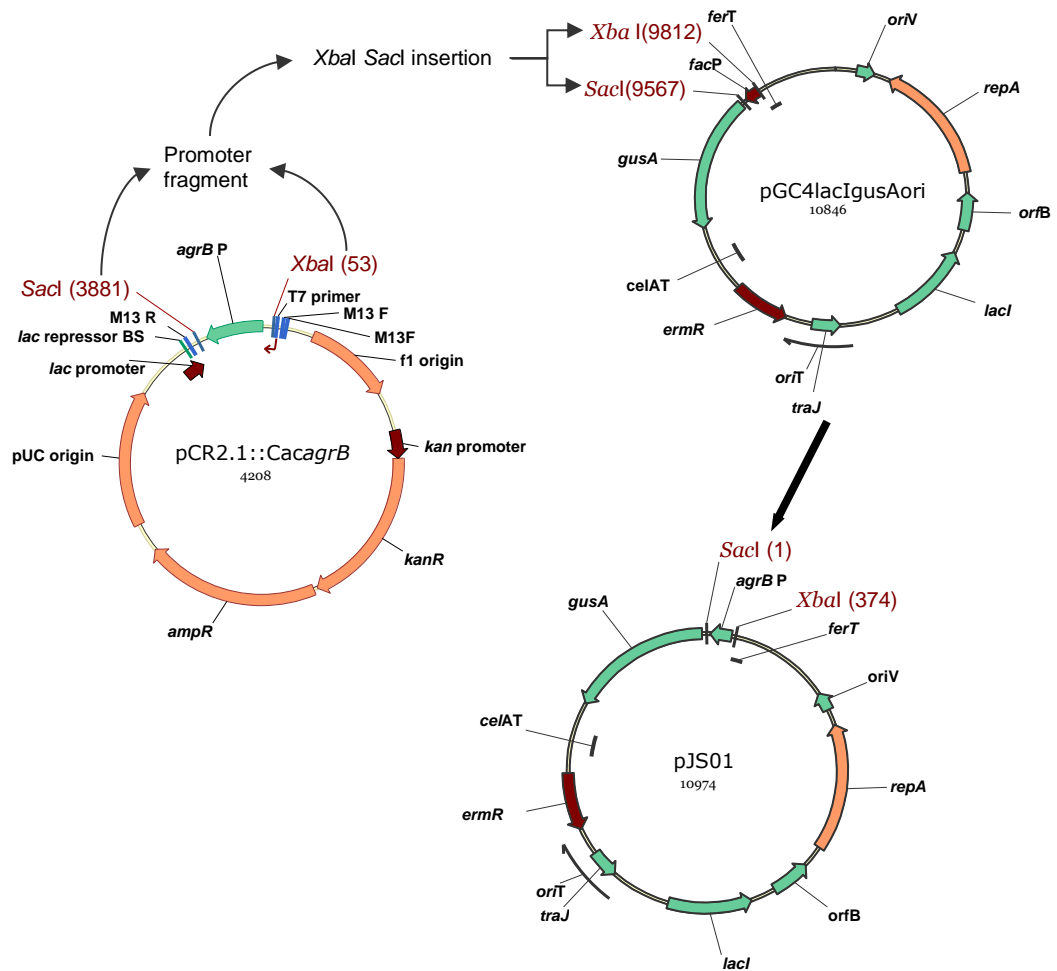 XbaI SacI insertion
Xba I(9812)
SacI(9567)
ferT
facP
oriN
repA
gusA
pGC4lacIgusAori
10846
orfB
celAT
lacI
ermR
oriT
traJ
Promoter
fragment
agrB P
XbaI (53)
SacI (3881)
T7 primer
M13 R
M13 F
lac repressor BS
M13F
lac promoter
f1 origin
pUC origin
pCR2.1::CacagrB
4208
kan promoter
kanR
ampR
SacI (1)
agrB P
XbaI (374)
gusA
ferT
oriV
celAT
pJS01
10974
repA
ermR
oriT
traJ
orfB
lacI